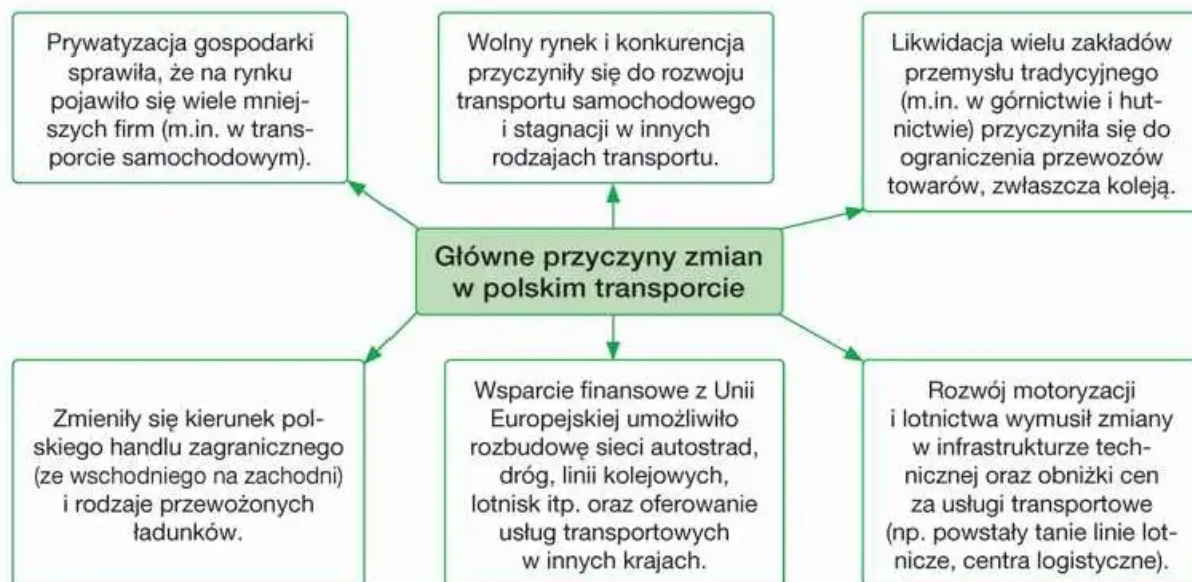 Prywatyzacja gospodarki
sprawiła, że na rynku
pojawiło się wiele mniej-
szych firm (m.in. w trans-
porcie samochodowym).
Wolny rynek i konkurencja
przyczyniły się do rozwoju
transportu samochodowego
i stagnacji w innych
rodzajach transportu.
Likwidacja wielu zakładów
przemysłu tradycyjnego
(m.in. w górnictwie i hut-
nictwie) przyczyniła się do
ograniczenia przewozów
towarów, zwłaszcza koleją.
Główne przyczyny zmian
w polskim transporcie
Zmieniły się kierunek pol-
skiego handlu zagranicznego
(ze wschodniego na zachodni)
i rodzaje przewożonych
ładunków.
Wsparcie finansowe z Unii
Europejskiej umożliwiło
rozbudowę sieci autostrad,
dróg, linii kolejowych,
lotnisk itp. oraz oferowanie
usług transportowych
w innych krajach.
Rozwój motoryzacji
i lotnictwa wymusił zmiany
w infrastrukturze tech-
nicznej oraz obniżki cen
za usługi transportowe
(np. powstały tanie linie lot-
nicze, centra logistyczne).